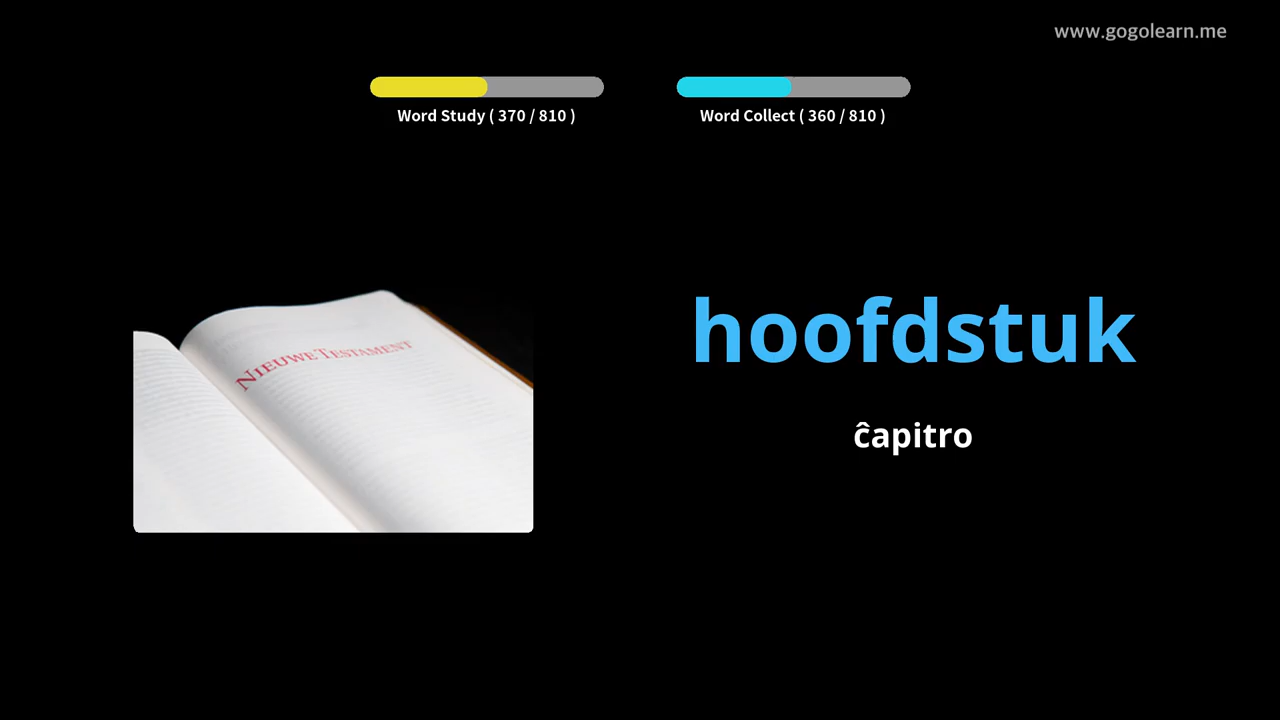 www.gogolearn.me
Word Study ( 370 / 810 )
Word Collect ( 360 / 810 )
NIEUWE TESTAMENT
hoofdstuk
ĉapitro